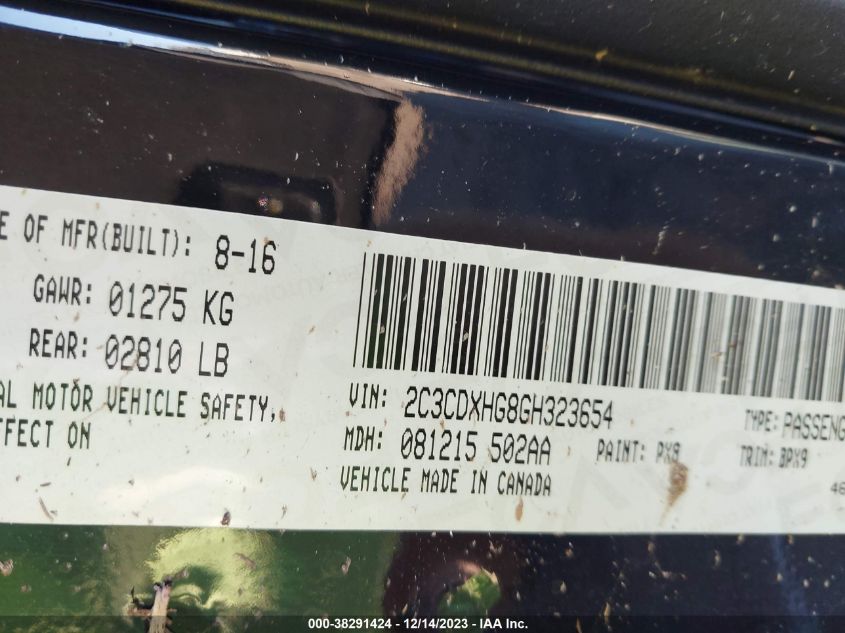 E OF MFR(BUILT): 8-16
GAWR: 01275 KG
REAR: 02810 LB
AL MOTOR VEHICLE SAFETY,
FFECT ON
VIN: 2C3CDXHG8GH323654
TYPE: PASSENG
MDH: 081215 502AA
PAINT: PX8
TRIM: BPX9
VEHICLE MADE IN CANADA
46
000-38291424 - 12/14/2023 - IAA Inc.